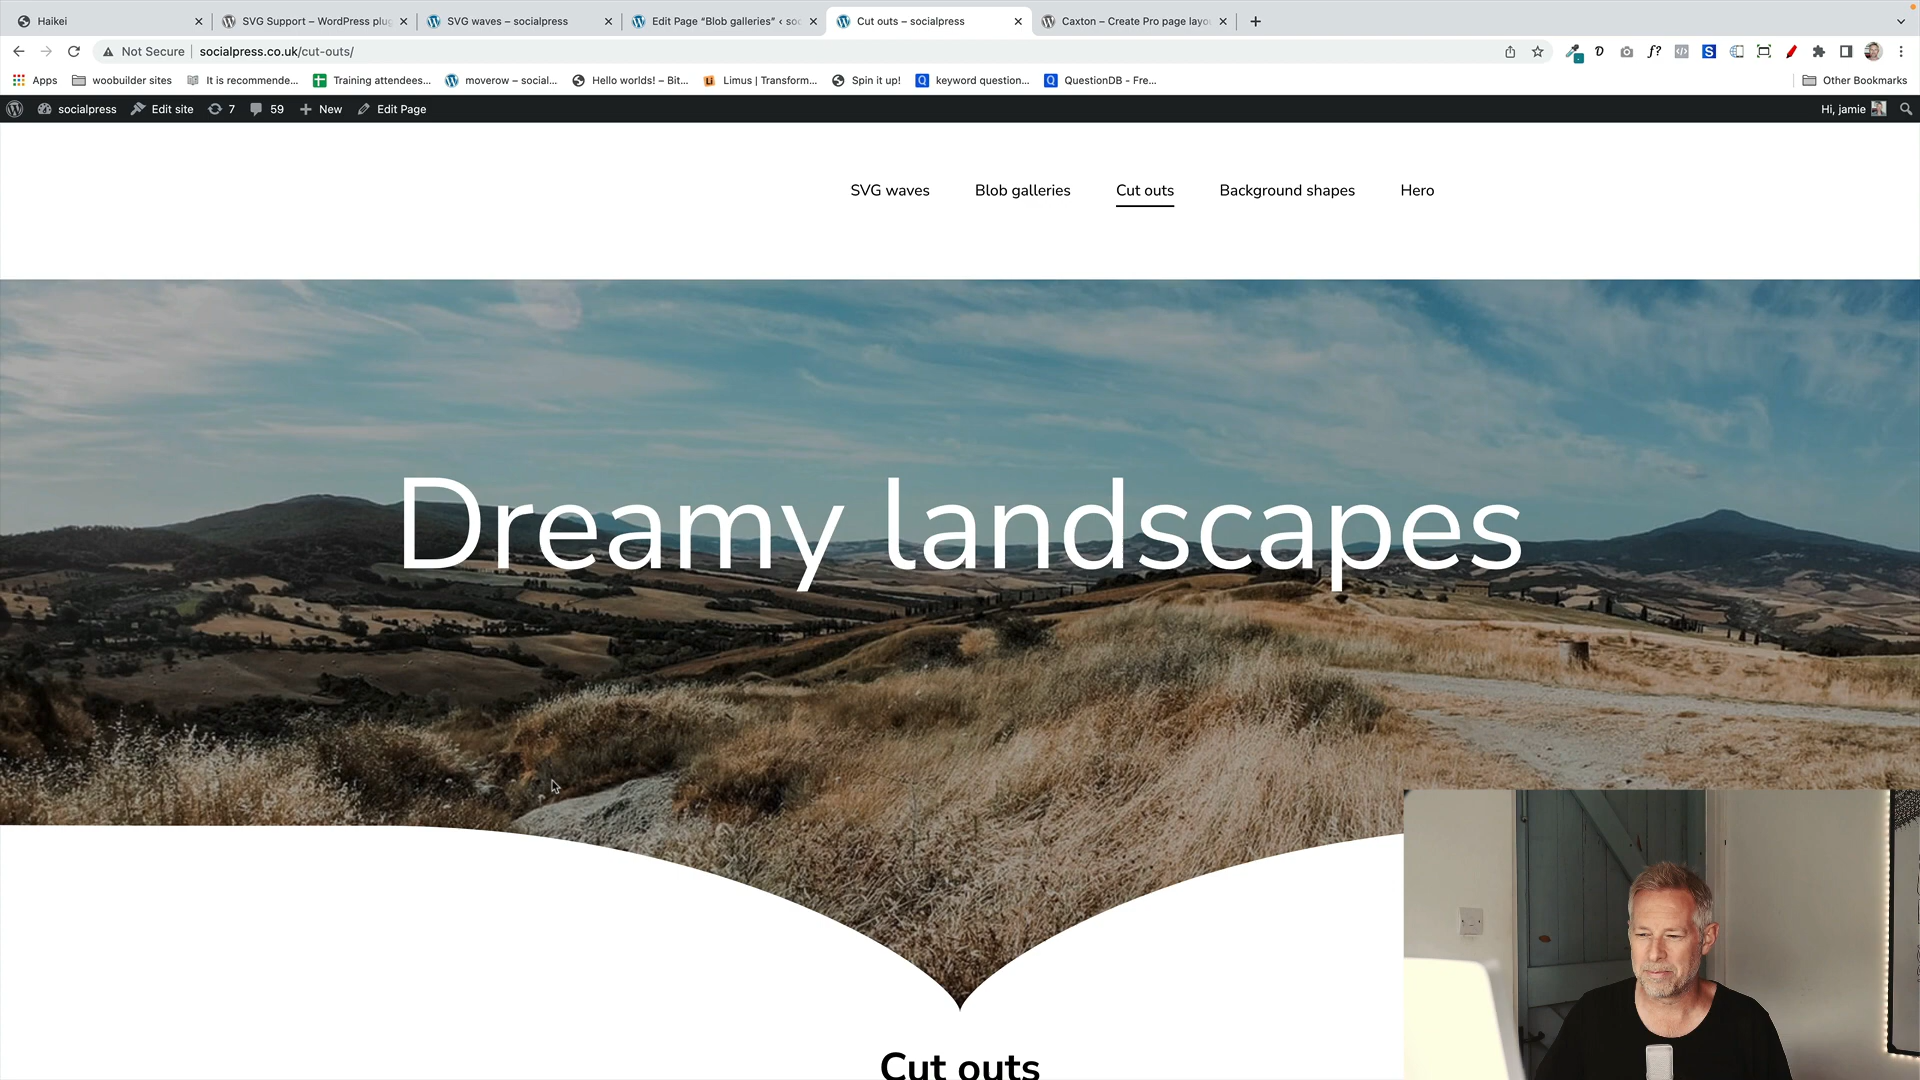 Haikei
SVG Support – WordPress plug
SVG waves – socialpress
Edit Page “Blob galleries” ‹ soc
Cut outs – socialpress
Caxton – Create Pro page layou
Not Secure
socialpress.co.uk/cut-outs/
Apps
woobuilder sites
It is recommende...
Training attendees...
moverow – social...
Hello worlds! – Bit...
Limus | Transform...
Spin it up!
keyword question...
QuestionDB - Fre...
Other Bookmarks
socialpress
Edit site
7
59
New
Edit Page
Hi, jamie
SVG waves
Blob galleries
Cut outs
Background shapes
Hero
Dreamy landscapes
Cut outs